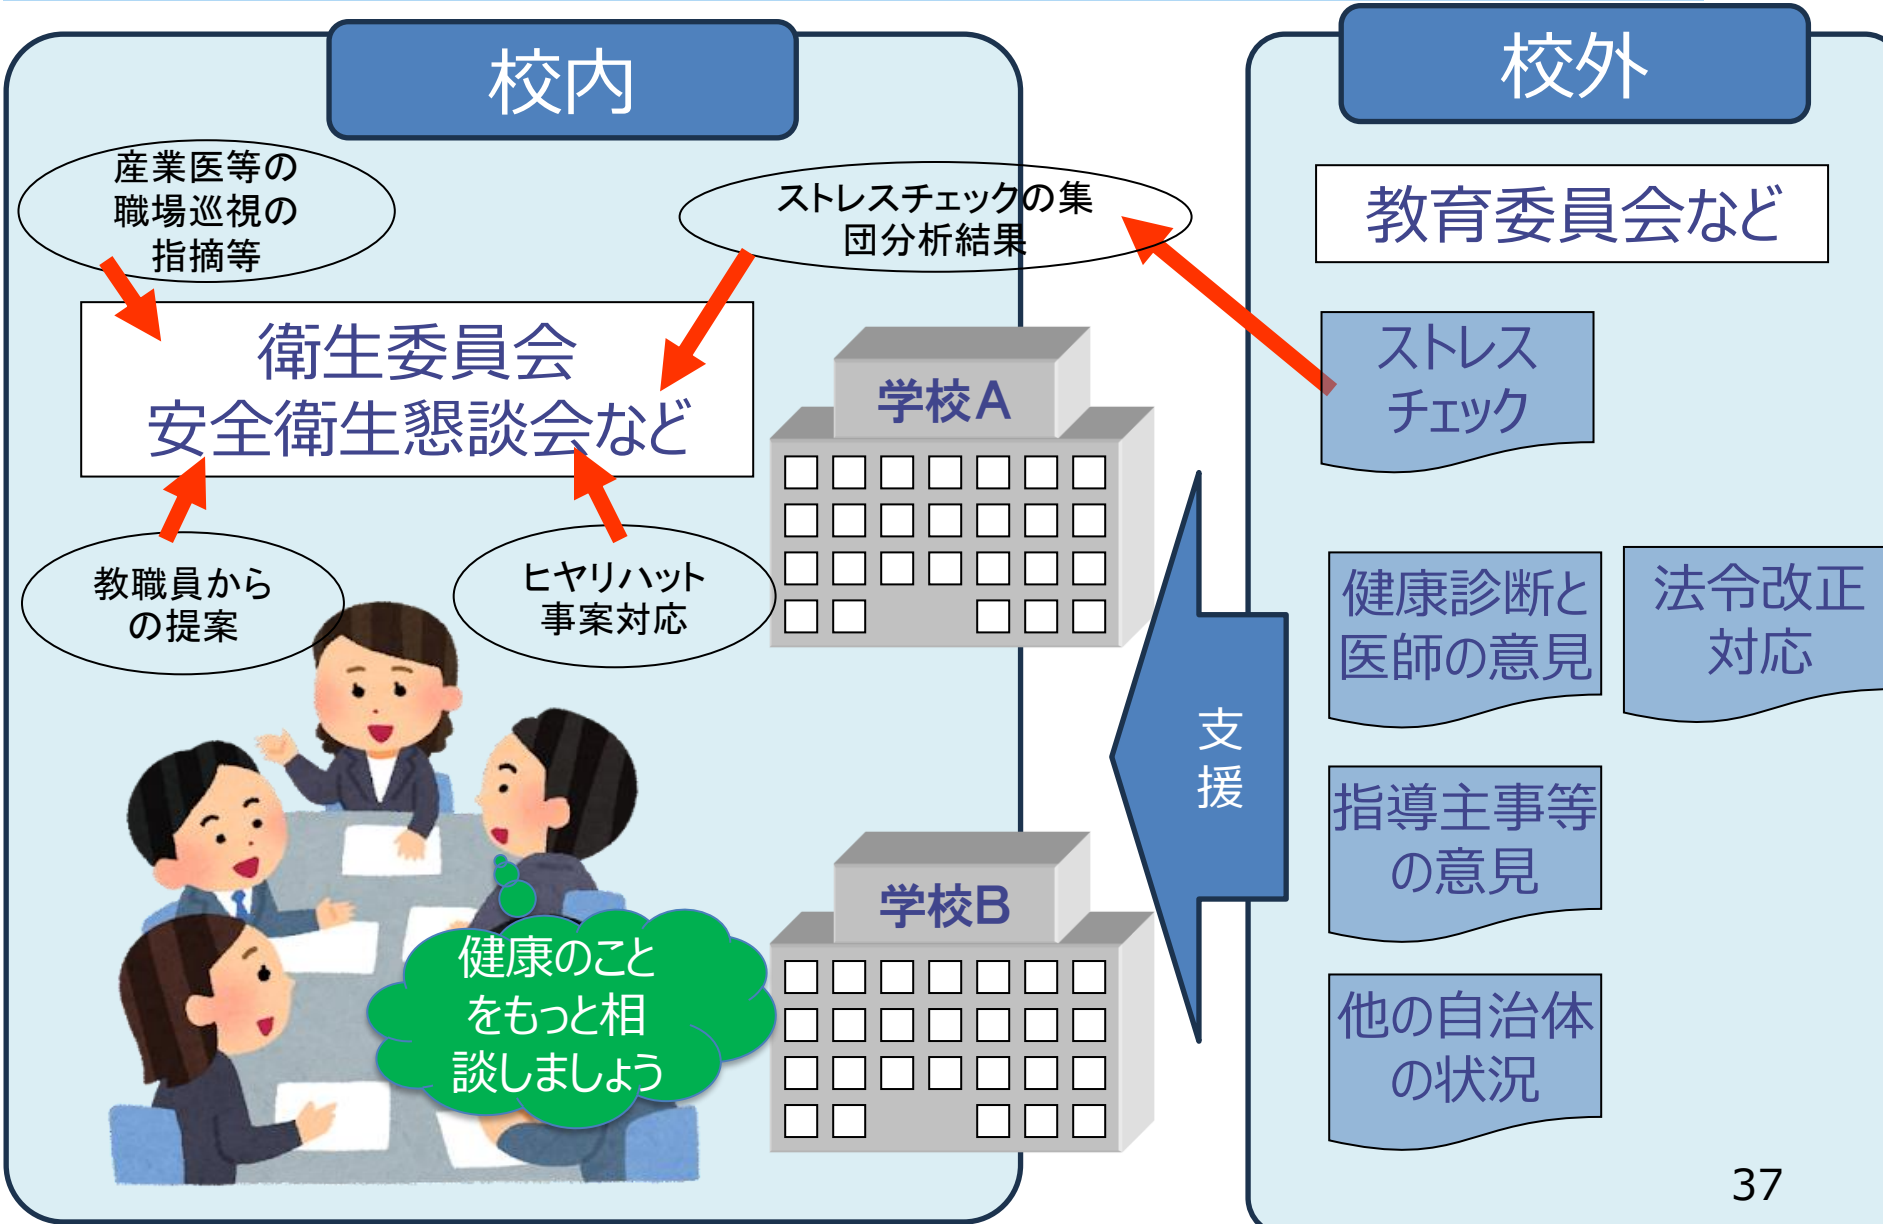 校内
産業医等の
職場巡視の
指摘等
ストレスチェックの集
団分析結果
衛生委員会
安全衛生懇談会など
教職員から
の提案
ヒヤリハット
事案対応
学校A
学校B
健康のこと
をもっと相
談しましょう
支
援
校外
教育委員会など
ストレス
チェック
健康診断と
医師の意見
法令改正
対応
指導主事等
の意見
他の自治体
の状況
37